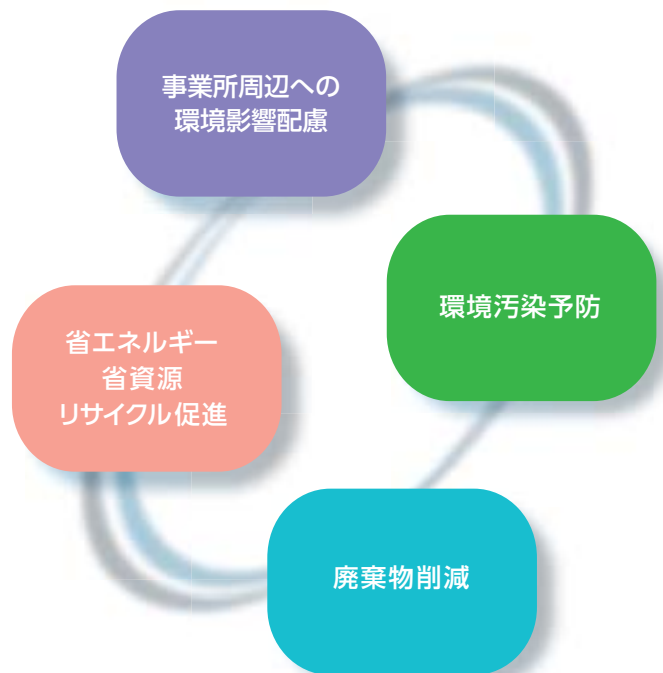 事業所周辺への
環境影響配慮
環境汚染予防
省エネルギー
省資源
リサイクル促進
廃棄物削減